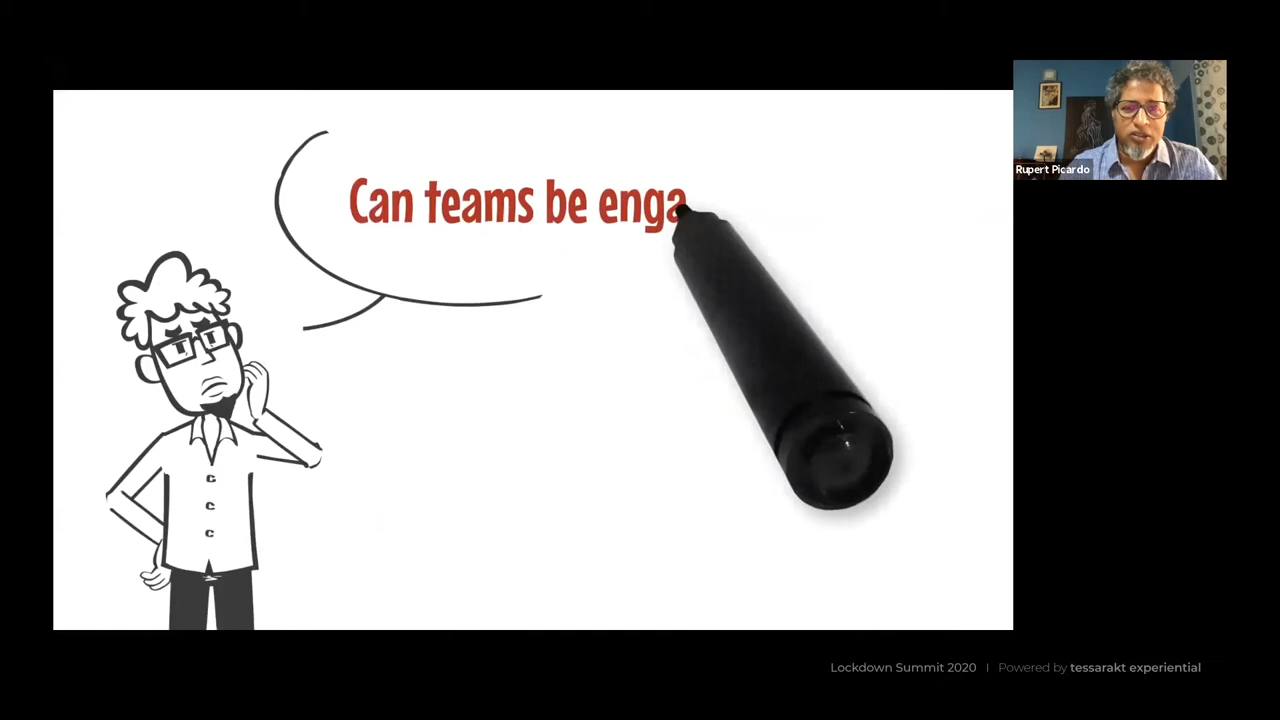 Can teams be enga
Rupert Picardo
Lockdown Summit 2020 | Powered by tessarakt experiential